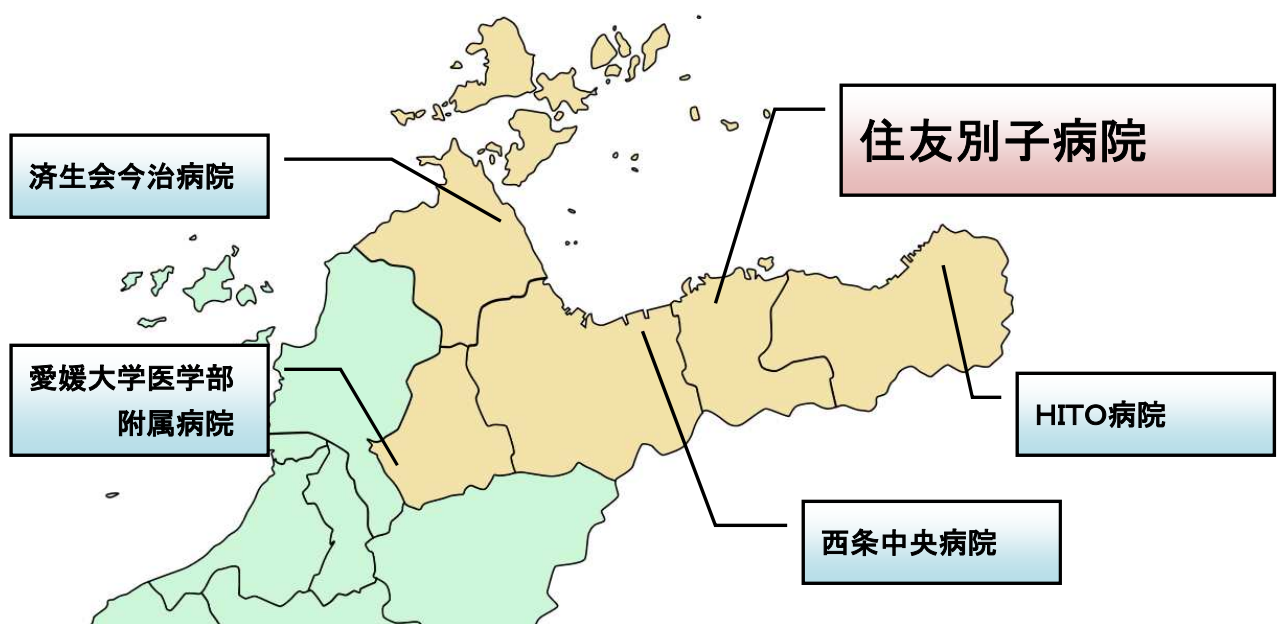 住友別子病院
済生会今治病院
愛媛大学医学部
附属病院
HITO病院
西条中央病院